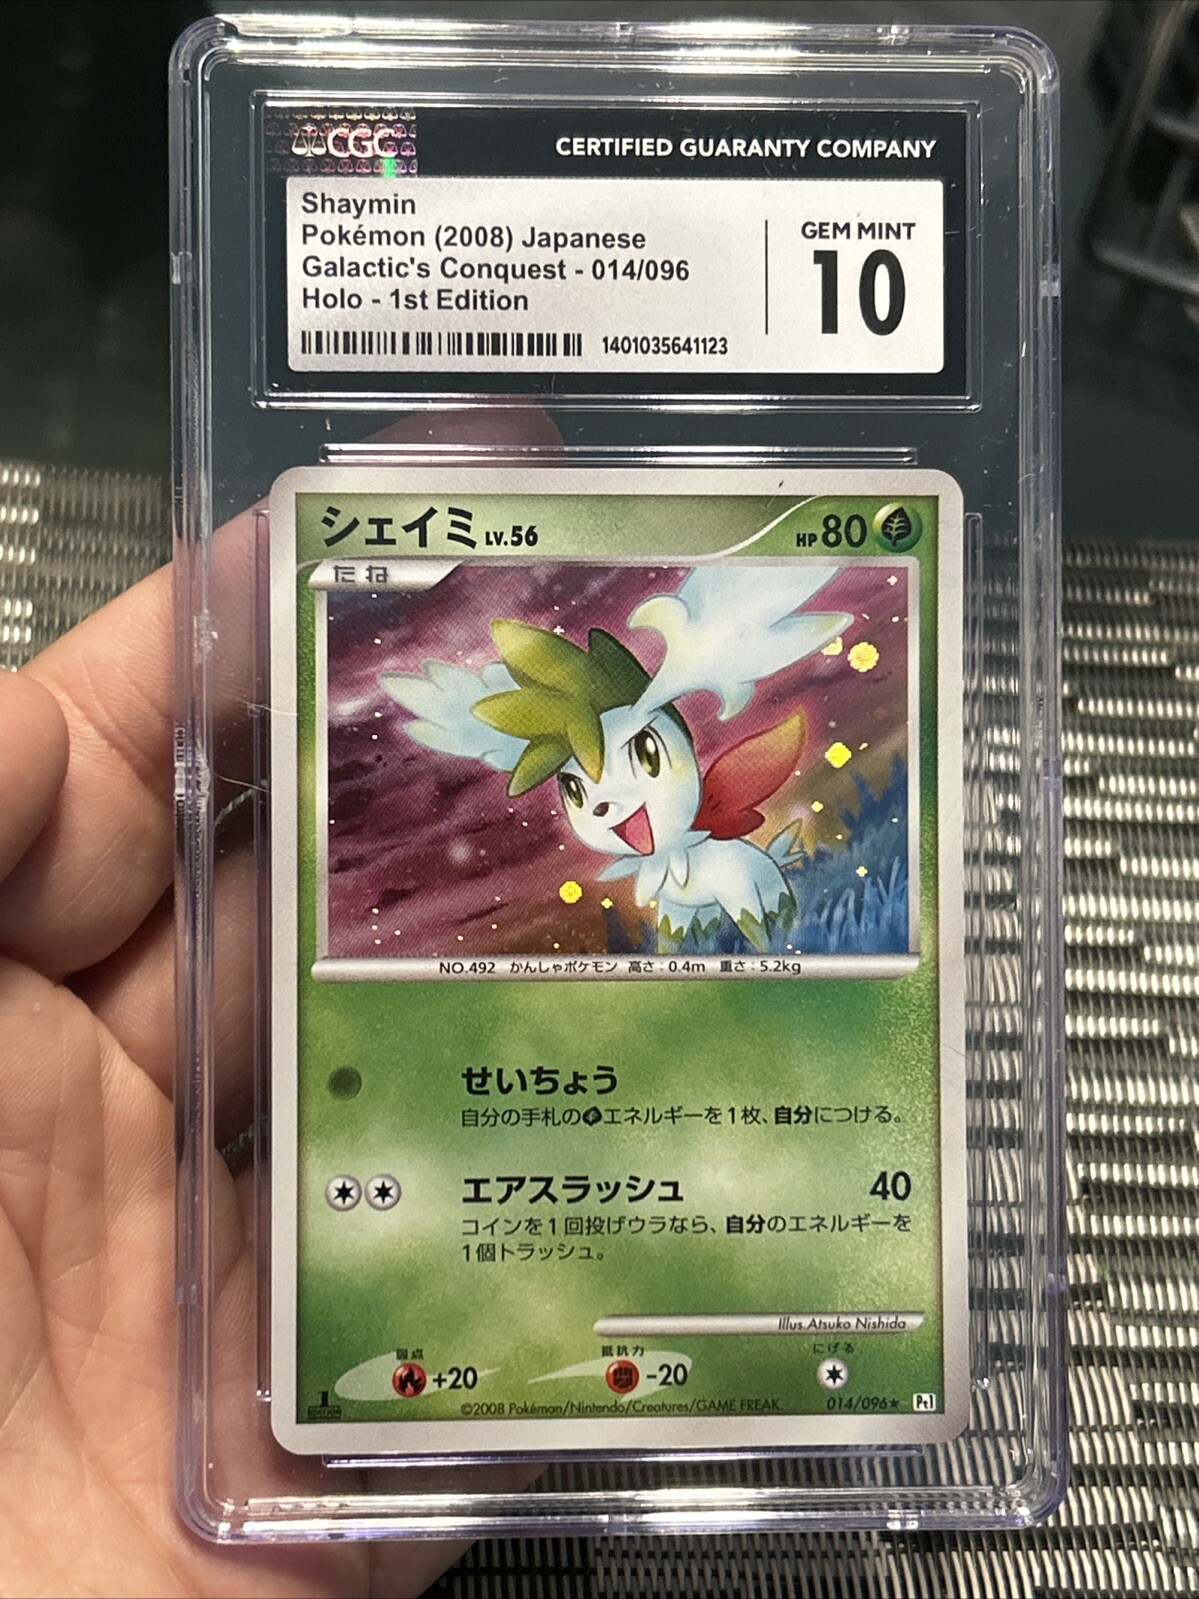 CGC
CERTIFIED GUARANTY COMPANY
Shaymin
Pokémon (2008) Japanese
Galactic's Conquest - 014/096
Holo - 1st Edition
1401035641123
GEM MINT
10
シェイミ LV.56
HP 80
たね
NO.492 かんしゃポケモン 高さ:0.4m 重さ:5.2kg
せいちょう
自分の手札のエネルギーを1枚、自分につける。
エアスラッシュ 40
コインを1回投げウラなら、自分のエネルギーを
1個トラッシュ。
Illus.Atsuko Nishida
弱点 抵抗力 にげる
+20 -20
1 EDITION
©2008 Pokémon/Nintendo/Creatures/GAME FREAK.
014/096★ Pt1